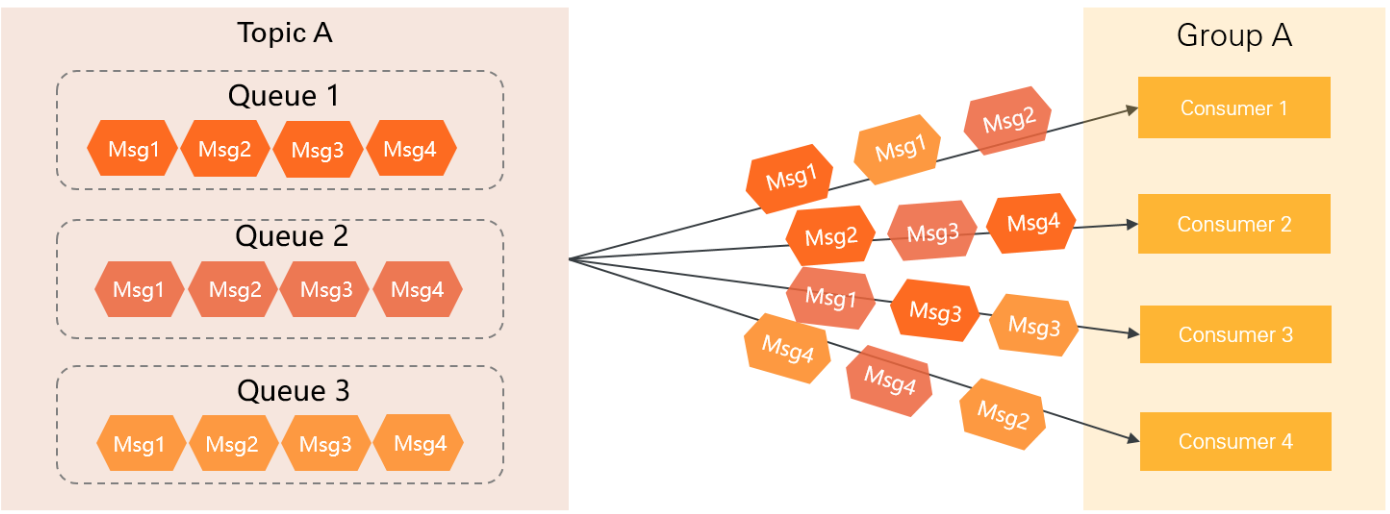 Topic A
Queue 1
Msg1 Msg2 Msg3 Msg4
Queue 2
Msg1 Msg2 Msg3 Msg4
Queue 3
Msg1 Msg2 Msg3 Msg4
Msg1 Msg1 Msg2
Msg2 Msg3 Msg4
Msg1 Msg3 Msg3
Msg4 Msg4 Msg2
Group A
Consumer 1
Consumer 2
Consumer 3
Consumer 4